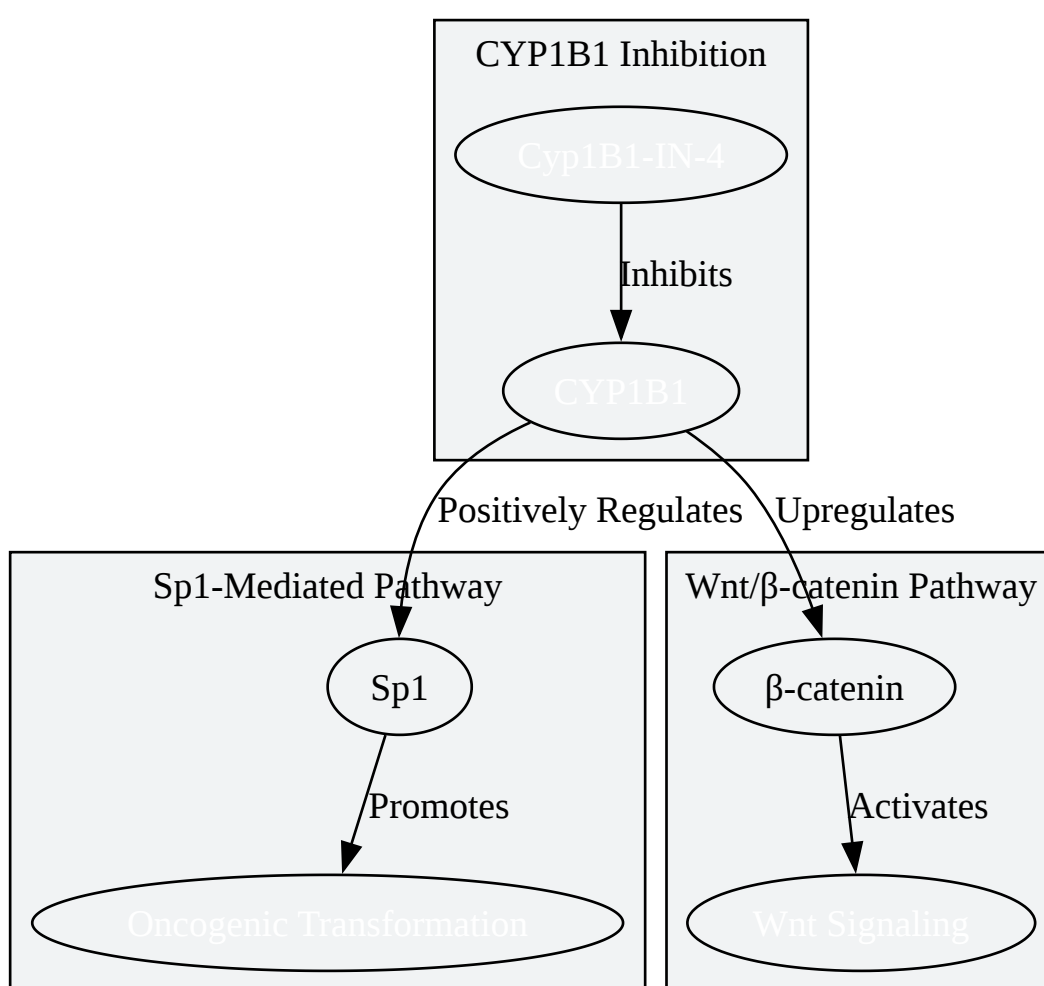 CYP1B1 Inhibition
Cyp1B1-IN-4
Inhibits
CYP1B1
Positively Regulates
Upregulates
Sp1-Mediated Pathway
Wnt/β-catenin Pathway
Sp1
β-catenin
Promotes
Activates
Oncogenic Transformation
Wnt Signaling